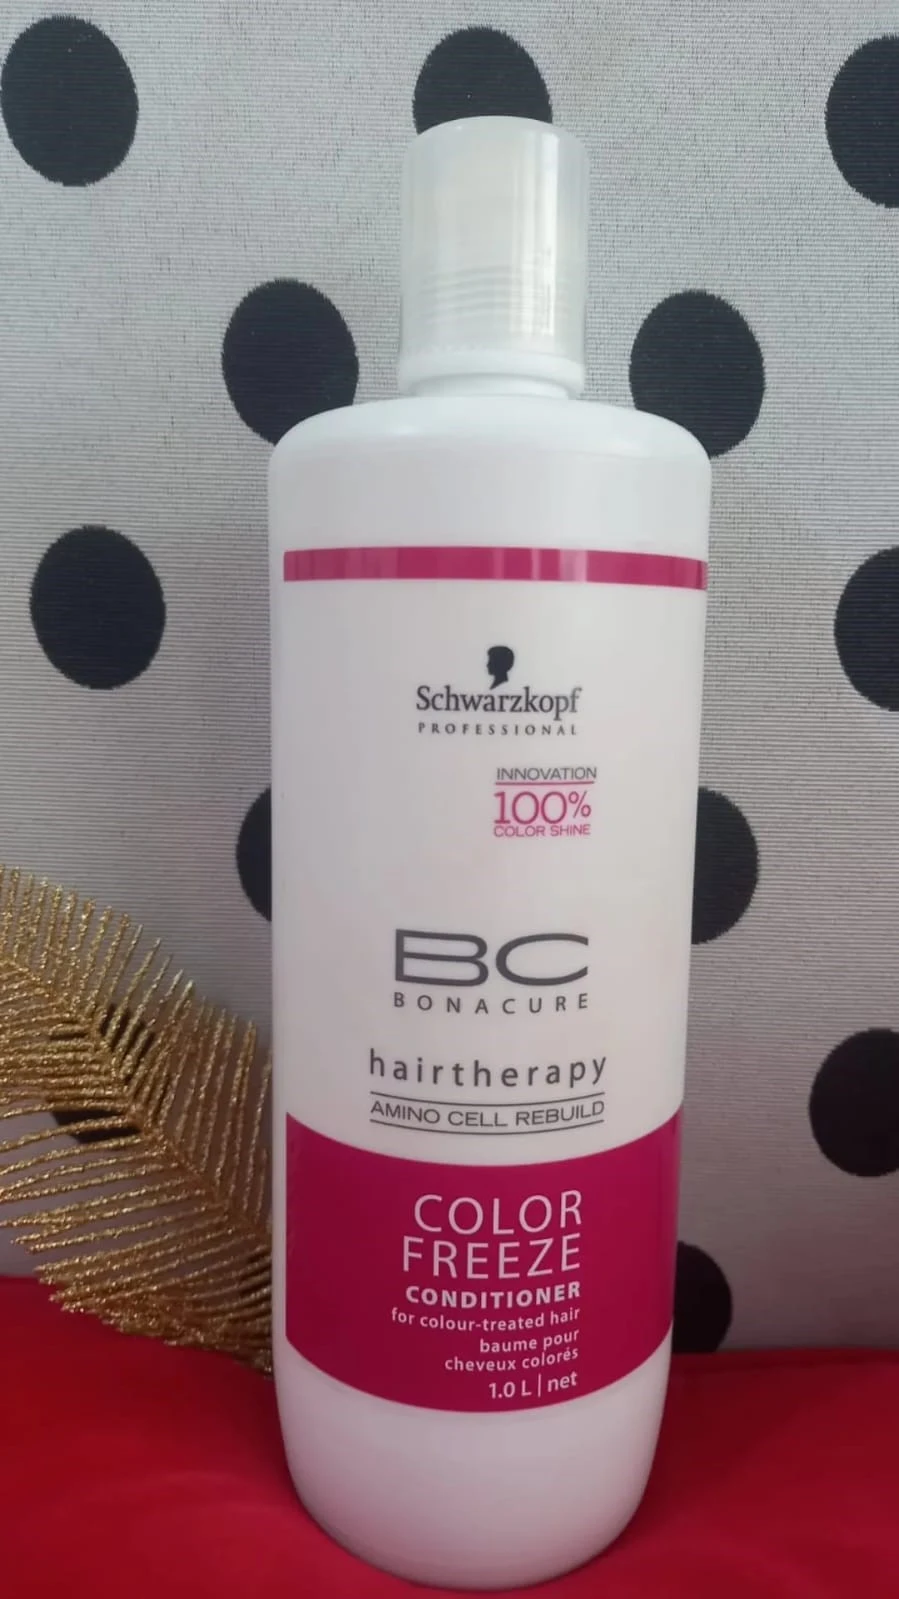 Schwarzkopf
PROFESSIONAL
INNOVATION
100%
COLOR SHINE
BC
BONACURE
hairtherapy
AMINO CELL REBUILD
COLOR
FREEZE
CONDITIONER
for colour-treated hair
baume pour
cheveux colorés
1.0 L | net